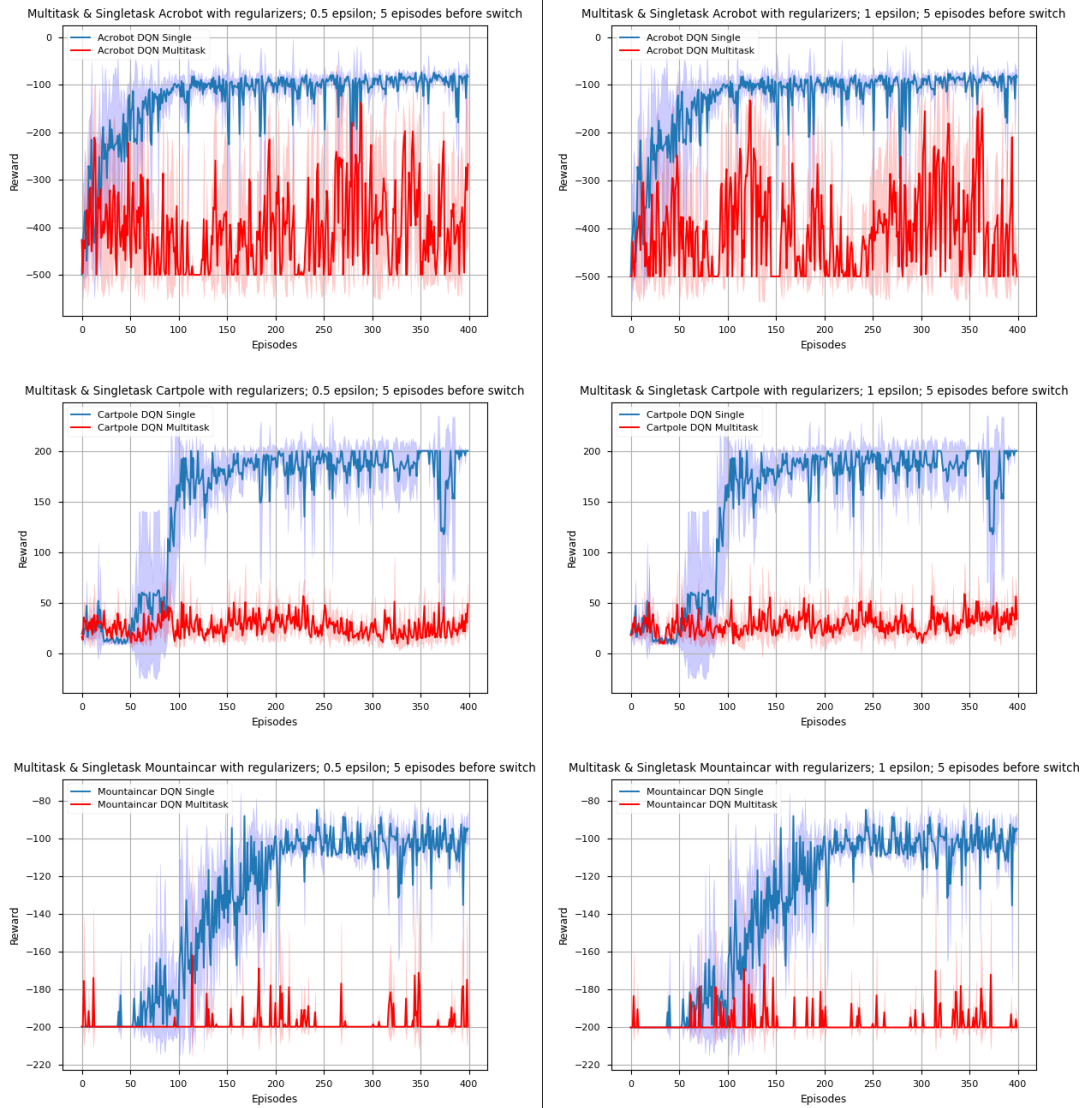 Multitask & Singletask Acrobot with regularizers; 0.5 epsilon; 5 episodes before switch
Acrobot DQN Single
Acrobot DQN Multitask
0
−100
−200
−300
−400
−500
Reward
0 50 100 150 200 250 300 350 400
Episodes
Multitask & Singletask Acrobot with regularizers; 1 epsilon; 5 episodes before switch
Acrobot DQN Single
Acrobot DQN Multitask
0
−100
−200
−300
−400
−500
Reward
0 50 100 150 200 250 300 350 400
Episodes
Multitask & Singletask Cartpole with regularizers; 0.5 epsilon; 5 episodes before switch
Cartpole DQN Single
Cartpole DQN Multitask
200
150
100
50
0
Reward
0 50 100 150 200 250 300 350 400
Episodes
Multitask & Singletask Cartpole with regularizers; 1 epsilon; 5 episodes before switch
Cartpole DQN Single
Cartpole DQN Multitask
200
150
100
50
0
Reward
0 50 100 150 200 250 300 350 400
Episodes
Multitask & Singletask Mountaincar with regularizers; 0.5 epsilon; 5 episodes before switch
Mountaincar DQN Single
Mountaincar DQN Multitask
−80
−100
−120
−140
−160
−180
−200
−220
Reward
0 50 100 150 200 250 300 350 400
Episodes
Multitask & Singletask Mountaincar with regularizers; 1 epsilon; 5 episodes before switch
Mountaincar DQN Single
Mountaincar DQN Multitask
−80
−100
−120
−140
−160
−180
−200
−220
Reward
0 50 100 150 200 250 300 350 400
Episodes